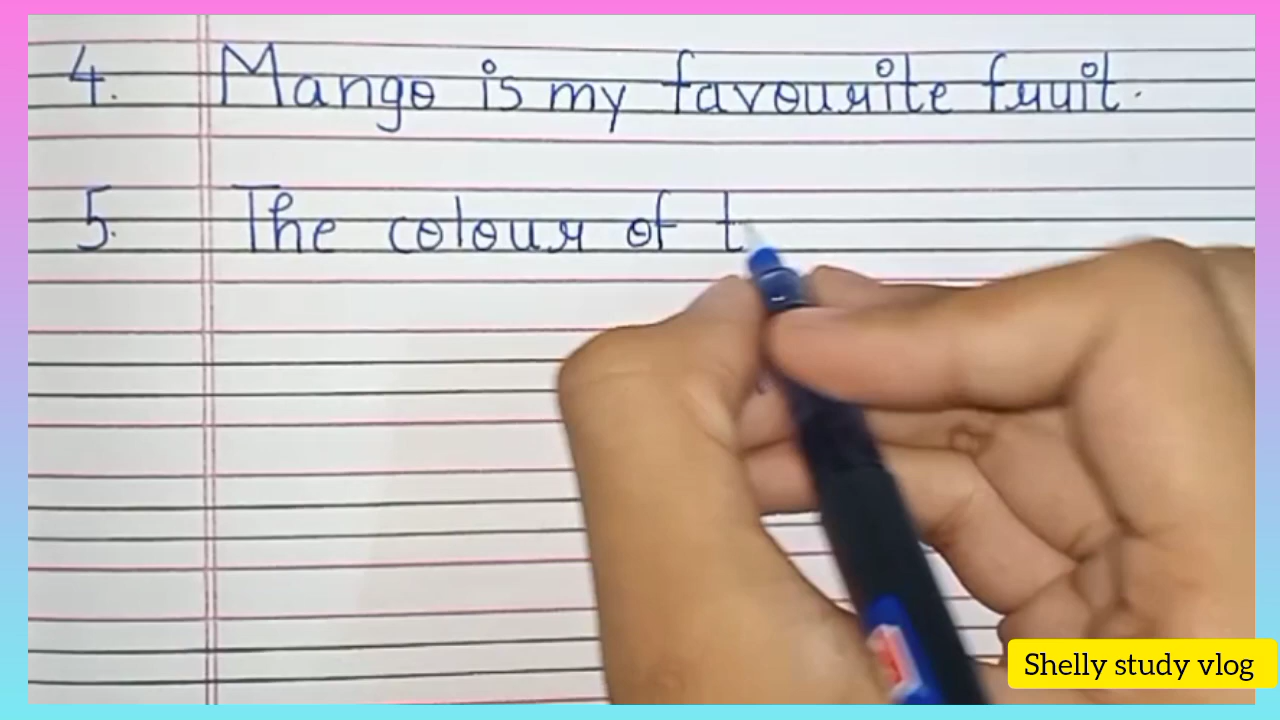 4. Mango is my favourite fruit.
5. The colour of t
Shelly study vlog